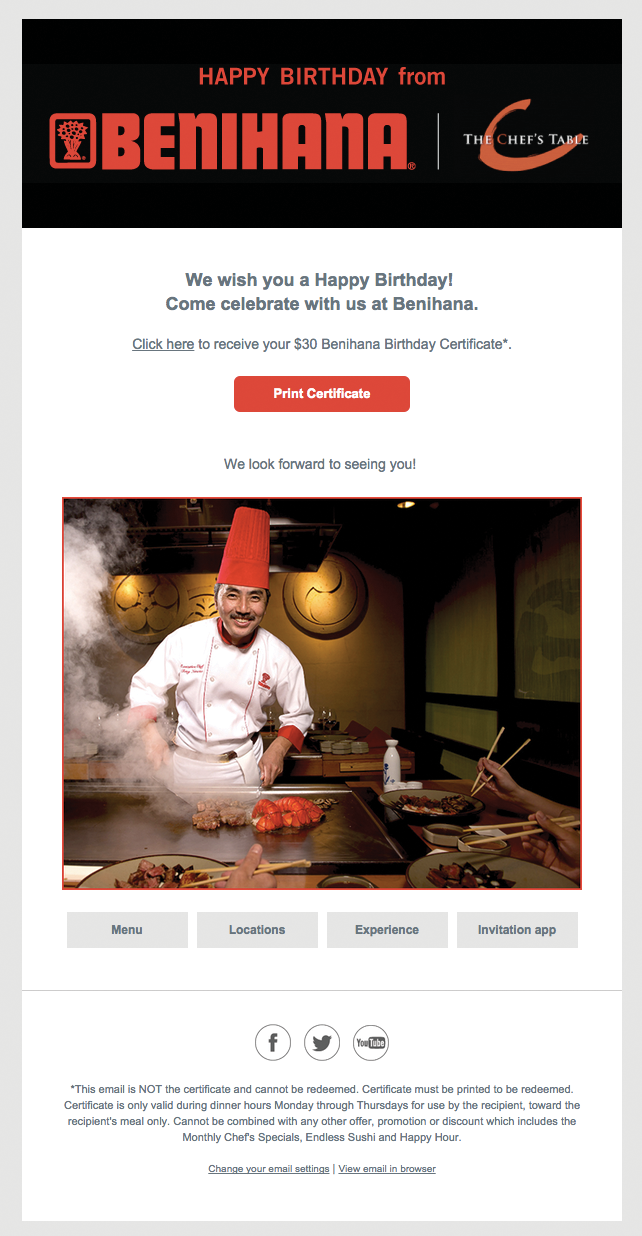 HAPPY BIRTHDAY from
BENIHANA®
THE CHEF'S TABLE
We wish you a Happy Birthday!
Come celebrate with us at Benihana.
Click here to receive your $30 Benihana Birthday Certificate*.
Print Certificate
We look forward to seeing you!
Menu
Locations
Experience
Invitation app
f
YouTube
*This email is NOT the certificate and cannot be redeemed. Certificate must be printed to be redeemed.
Certificate is only valid during dinner hours Monday through Thursdays for use by the recipient, toward the
recipient's meal only. Cannot be combined with any other offer, promotion or discount which includes the
Monthly Chef's Specials, Endless Sushi and Happy Hour.
Change your email settings | View email in browser